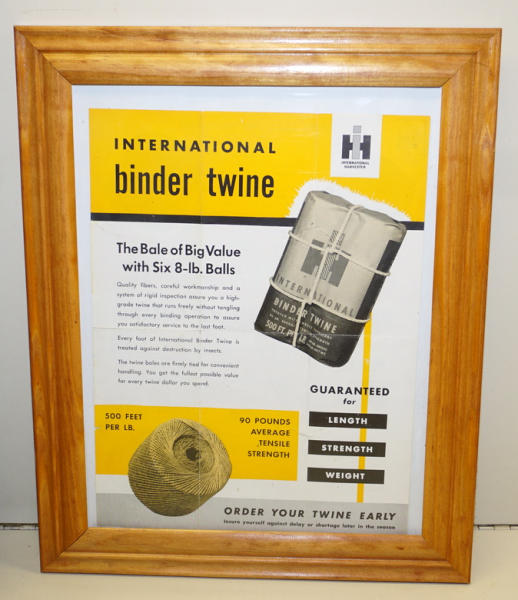 INTERNATIONAL
binder twine
INTERNATIONAL
HARVESTER
The Bale of Big Value
with Six 8-lb. Balls
Quality fibers, careful workmanship and a
system of rigid inspection assure you a high-
grade twine that runs freely without tangling
through every binding operation to assure
you satisfactory service to the last foot.
Every foot of International Binder Twine is
treated against destruction by insects.
The twine bales are firmly tied for convenient
handling. You get the fullest possible value
for every twine dollar you spend.
INTERNATIONAL
BINDER TWINE
500 FT. PER LB.
GUARANTEED
for
LENGTH
STRENGTH
WEIGHT
500 FEET
PER LB.
90 POUNDS
AVERAGE
TENSILE
STRENGTH
ORDER YOUR TWINE EARLY
Insure yourself against delay or shortage later in the season